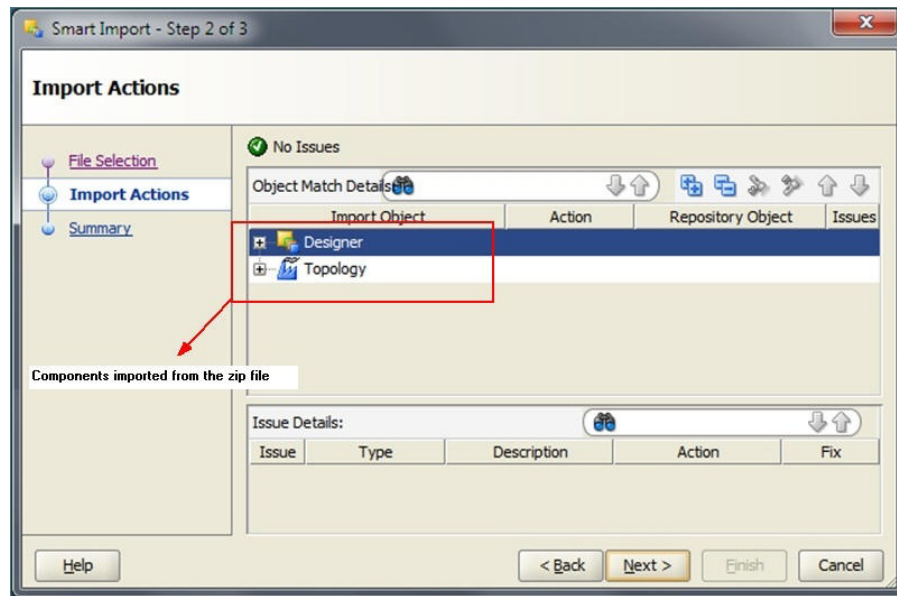 Smart Import - Step 2 of 3
Import Actions
File Selection
Import Actions
Summary
No Issues
Object Match Details
Import Object Action Repository Object Issues
Designer
Topology
Components imported from the zip file
Issue Details:
Issue Type Description Action Fix
Help < Back Next > Finish Cancel